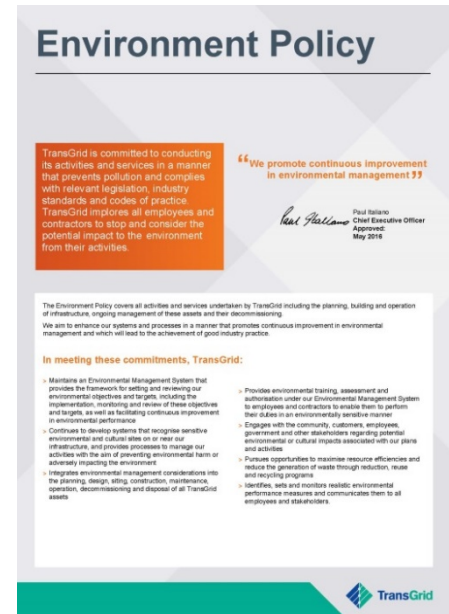 Environment Policy
TransGrid is committed to conducting
its activities and services in a manner
that prevents pollution and complies
with relevant legislation, industry
standards and codes of practice.
TransGrid implores all employees and
contractors to stop and consider the
potential impact to the environment
from their activities.
“We promote continuous improvement
in environmental management”
Paul Italiano
Paul Italiano
Chief Executive Officer
Approved:
May 2016
The Environment Policy covers all activities and services undertaken by TransGrid including the planning, building and operation
of infrastructure, ongoing management of these assets and their decommissioning.
We aim to enhance our systems and processes in a manner that promotes continuous improvement in environmental
management and which will lead to the achievement of good industry practice.
In meeting these commitments, TransGrid:
> Maintains an Environmental Management System that
provides the framework for setting and reviewing our
environmental objectives and targets, including the
implementation, monitoring and review of these objectives
and targets, as well as facilitating continuous improvement
in environmental performance
> Continues to develop systems that recognise sensitive
environmental and cultural sites on or near our
infrastructure, and provides processes to manage our
activities with the aim of preventing environmental harm or
adversely impacting the environment
> Integrates environmental management considerations into
the planning, design, siting, construction, maintenance,
operation, decommissioning and disposal of all TransGrid
assets
> Provides environmental training, assessment and
authorisation under our Environmental Management System
to employees and contractors to enable them to perform
their duties in an environmentally sensitive manner
> Engages with the community, customers, employees,
government and other stakeholders regarding potential
environmental or cultural impacts associated with our plans
and activities
> Pursues opportunities to maximise resource efficiencies and
reduce the generation of waste through reduction, reuse
and recycling programs
> Identifies, sets and monitors realistic environmental
performance measures and communicates them to all
employees and stakeholders.
TransGrid